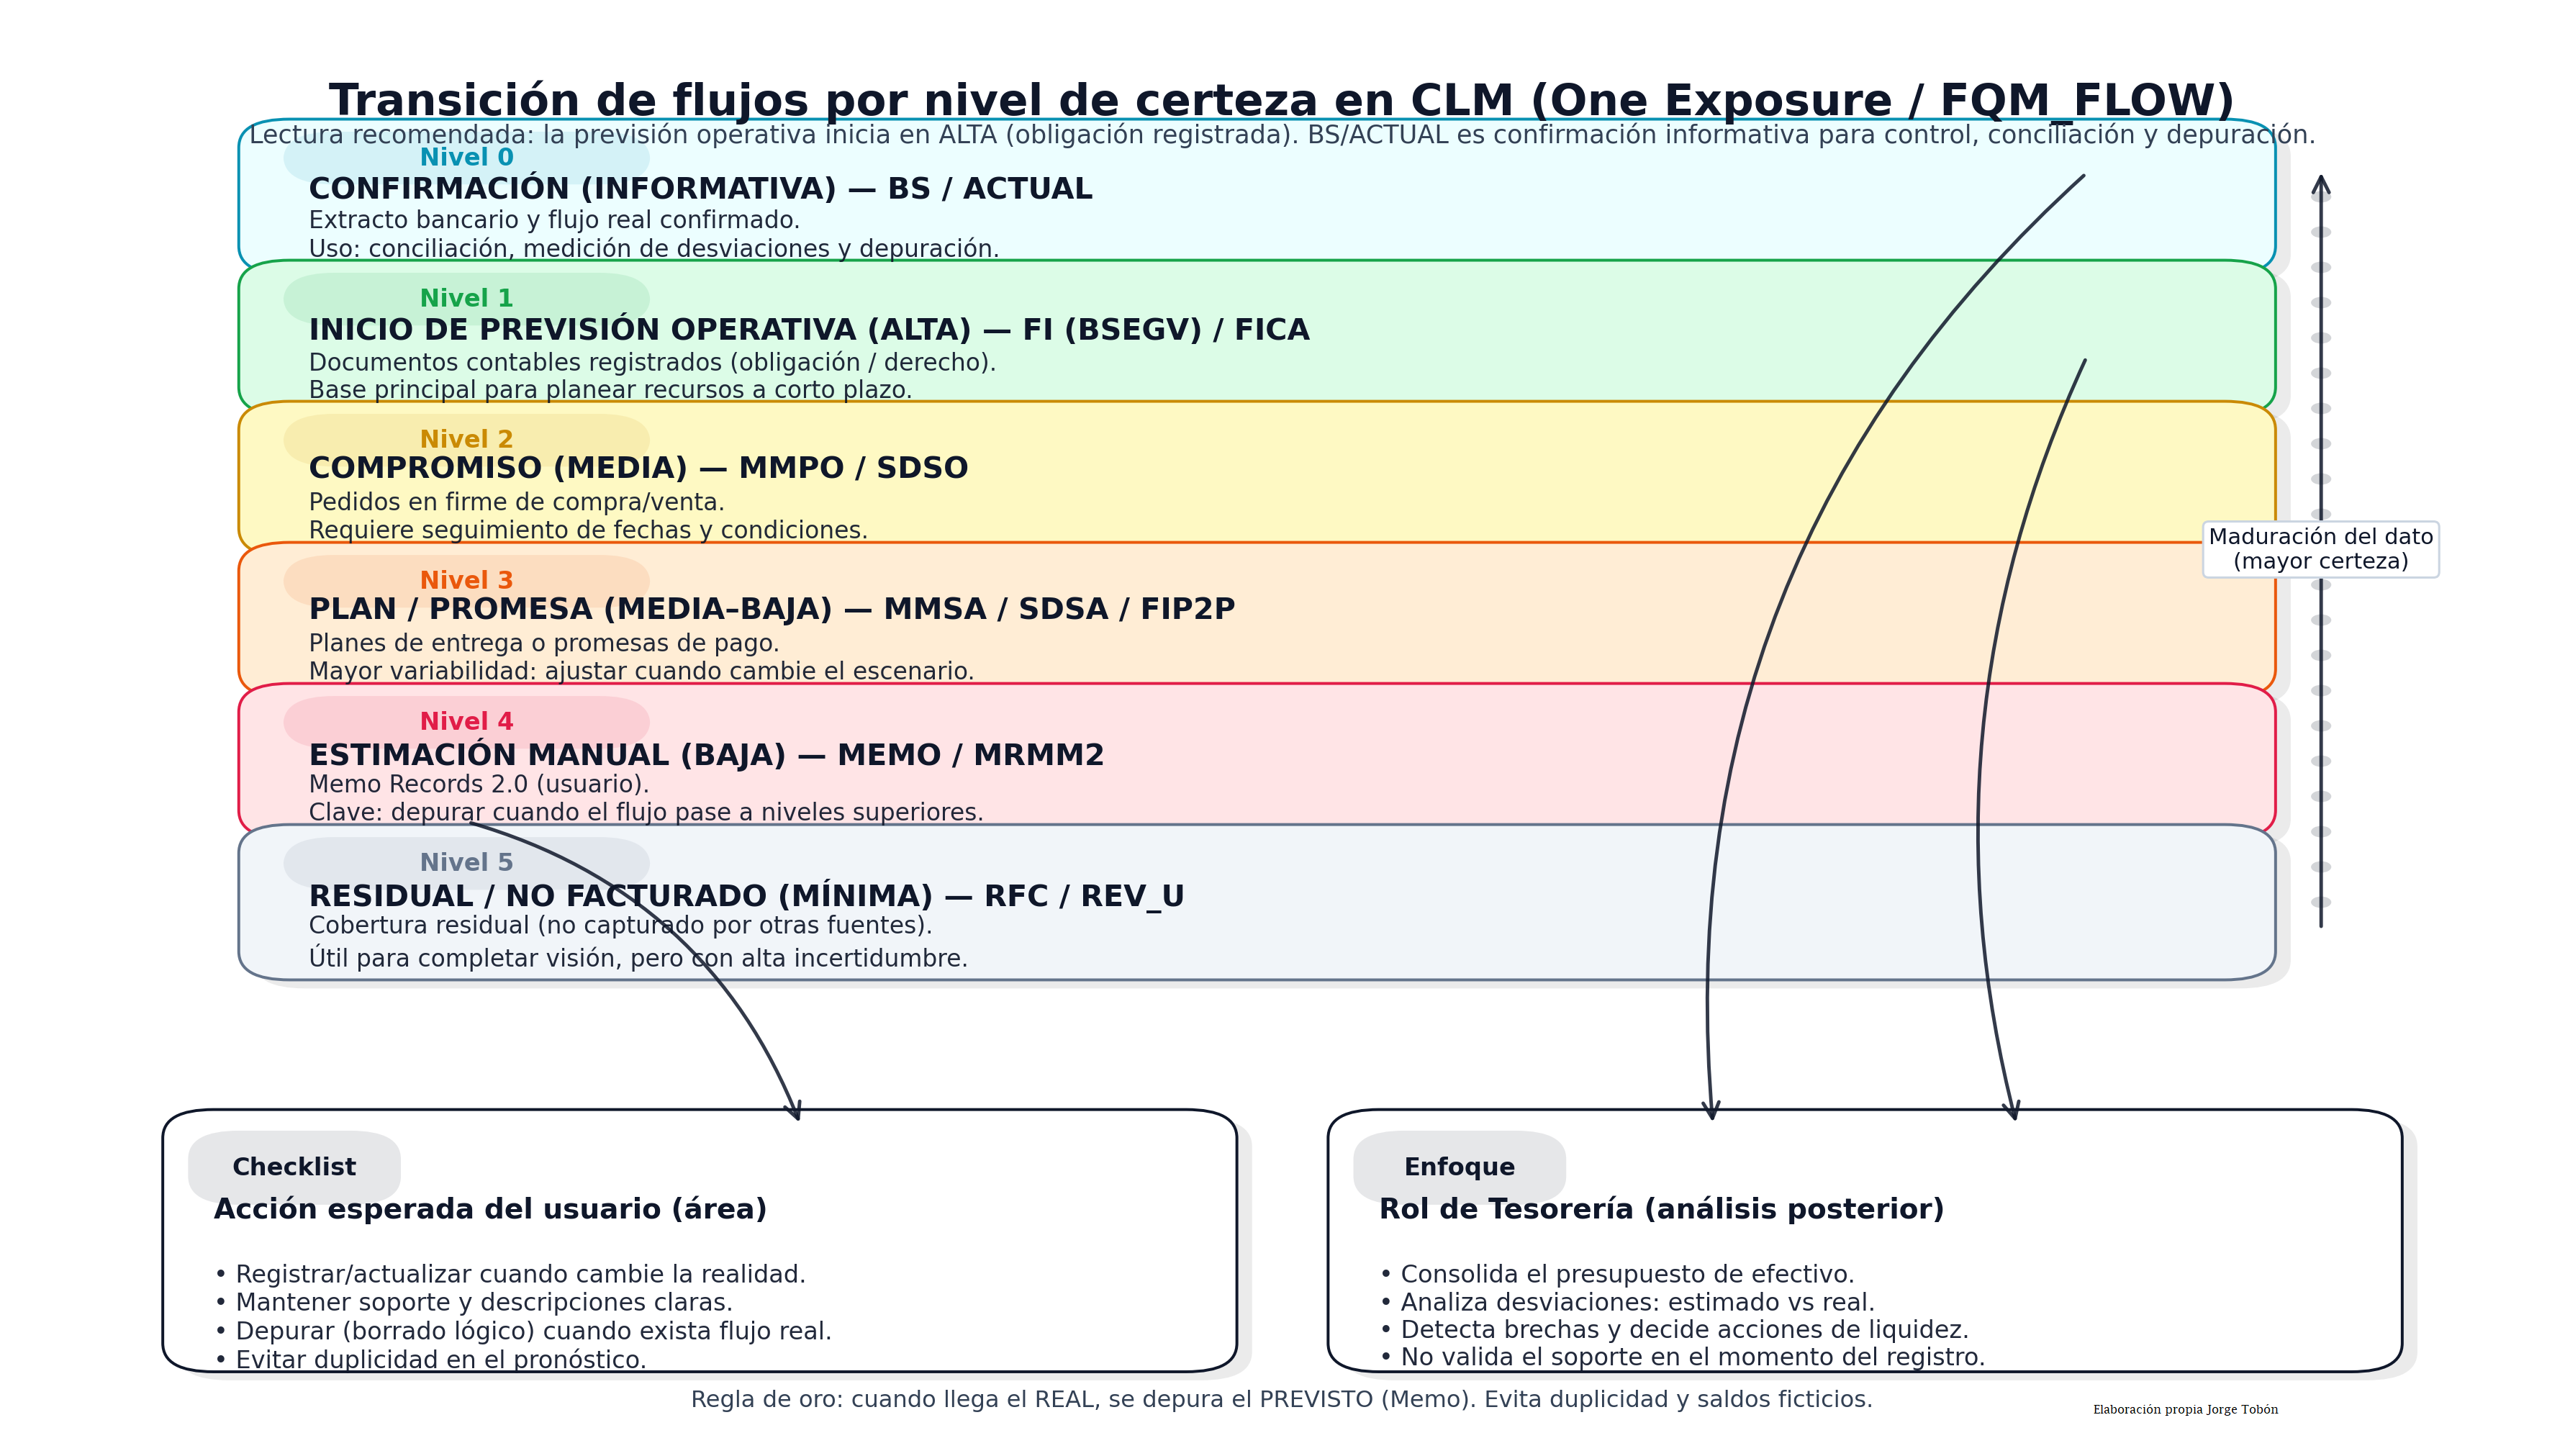 Transición de flujos por nivel de certeza en CLM (One Exposure / FQM_FLOW)
Lectura recomendada: la previsión operativa inicia en ALTA (obligación registrada). BS/ACTUAL es confirmación informativa para control, conciliación y depuración.
Nivel 0
CONFIRMACIÓN (INFORMATIVA) — BS / ACTUAL
Extracto bancario y flujo real confirmado.
Uso: conciliación, medición de desviaciones y depuración.
Nivel 1
INICIO DE PREVISIÓN OPERATIVA (ALTA) — FI (BSEGV) / FICA
Documentos contables registrados (obligación / derecho).
Base principal para planear recursos a corto plazo.
Nivel 2
COMPROMISO (MEDIA) — MMPO / SDSO
Pedidos en firme de compra/venta.
Requiere seguimiento de fechas y condiciones.
Maduración del dato
(mayor certeza)
Nivel 3
PLAN / PROMESA (MEDIA–BAJA) — MMSA / SDSA / FIP2P
Planes de entrega o promesas de pago.
Mayor variabilidad: ajustar cuando cambie el escenario.
Nivel 4
ESTIMACIÓN MANUAL (BAJA) — MEMO / MRMM2
Memo Records 2.0 (usuario).
Clave: depurar cuando el flujo pase a niveles superiores.
Nivel 5
RESIDUAL / NO FACTURADO (MÍNIMA) — RFC / REV_U
Cobertura residual (no capturado por otras fuentes).
Útil para completar visión, pero con alta incertidumbre.
Checklist
Acción esperada del usuario (área)
• Registrar/actualizar cuando cambie la realidad.
• Mantener soporte y descripciones claras.
• Depurar (borrado lógico) cuando exista flujo real.
• Evitar duplicidad en el pronóstico.
Enfoque
Rol de Tesorería (análisis posterior)
• Consolida el presupuesto de efectivo.
• Analiza desviaciones: estimado vs real.
• Detecta brechas y decide acciones de liquidez.
• No valida el soporte en el momento del registro.
Regla de oro: cuando llega el REAL, se depura el PREVISTO (Memo). Evita duplicidad y saldos ficticios.
Elaboración propia Jorge Tobón